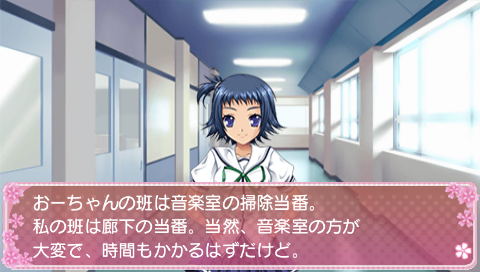 おーちゃんの班は音楽室の掃除当番。
私の班は廊下の当番。当然、音楽室の方が
大変で、時間もかかるはずだけど。